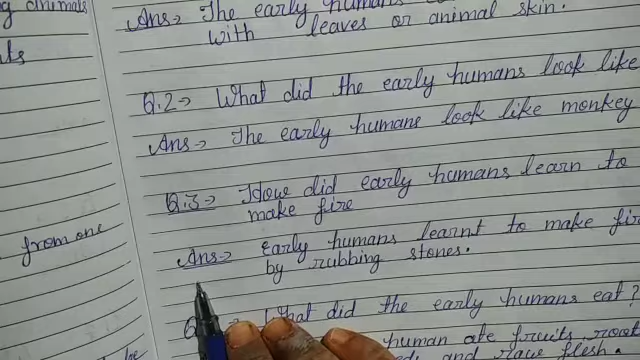 animals
from one
Ans→ The early humans
with leaves or animal skin.
Q.2→ What did the early humans look like
Ans→ The early humans look like monkey
Q.3→ How did early humans learn to
make fire
Ans→ early humans learnt to make fir
by rubbing stones.
What did the early humans eat?
human ate fruits, root
and raw flesh.